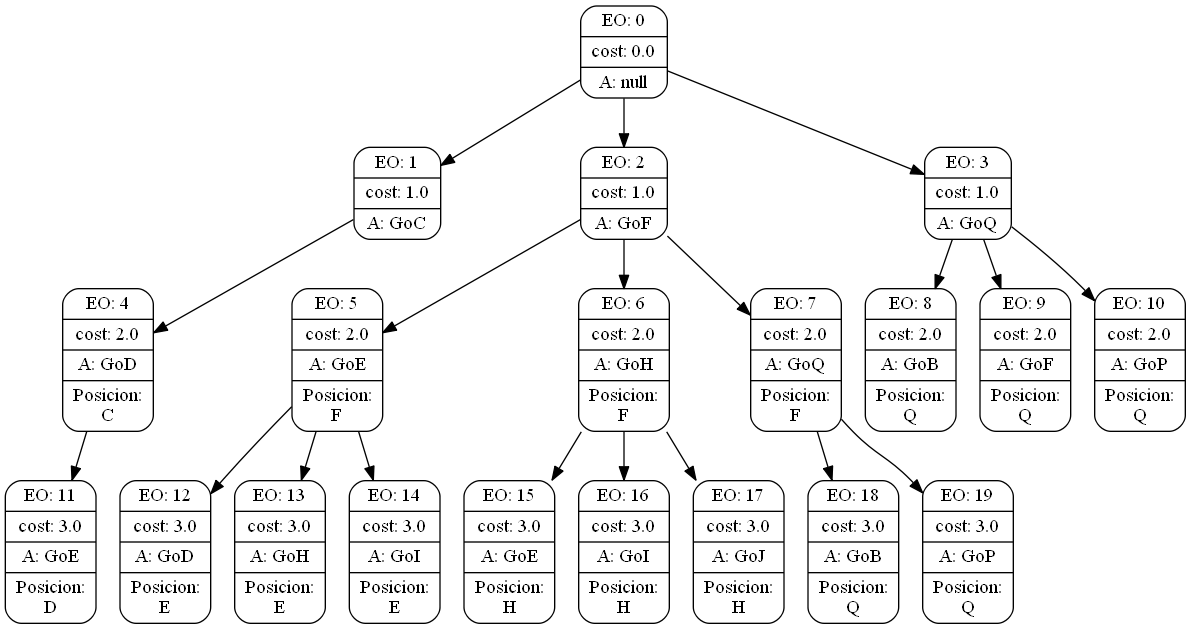 EO: 0
cost: 0.0
A: null
EO: 1
cost: 1.0
A: GoC
EO: 2
cost: 1.0
A: GoF
EO: 3
cost: 1.0
A: GoQ
EO: 4
cost: 2.0
A: GoD
Posicion:
C
EO: 5
cost: 2.0
A: GoE
Posicion:
F
EO: 6
cost: 2.0
A: GoH
Posicion:
F
EO: 7
cost: 2.0
A: GoQ
Posicion:
F
EO: 8
cost: 2.0
A: GoB
Posicion:
Q
EO: 9
cost: 2.0
A: GoF
Posicion:
Q
EO: 10
cost: 2.0
A: GoP
Posicion:
Q
EO: 11
cost: 3.0
A: GoE
Posicion:
D
EO: 12
cost: 3.0
A: GoD
Posicion:
E
EO: 13
cost: 3.0
A: GoH
Posicion:
E
EO: 14
cost: 3.0
A: GoI
Posicion:
E
EO: 15
cost: 3.0
A: GoE
Posicion:
H
EO: 16
cost: 3.0
A: GoI
Posicion:
H
EO: 17
cost: 3.0
A: GoJ
Posicion:
H
EO: 18
cost: 3.0
A: GoB
Posicion:
Q
EO: 19
cost: 3.0
A: GoP
Posicion:
Q